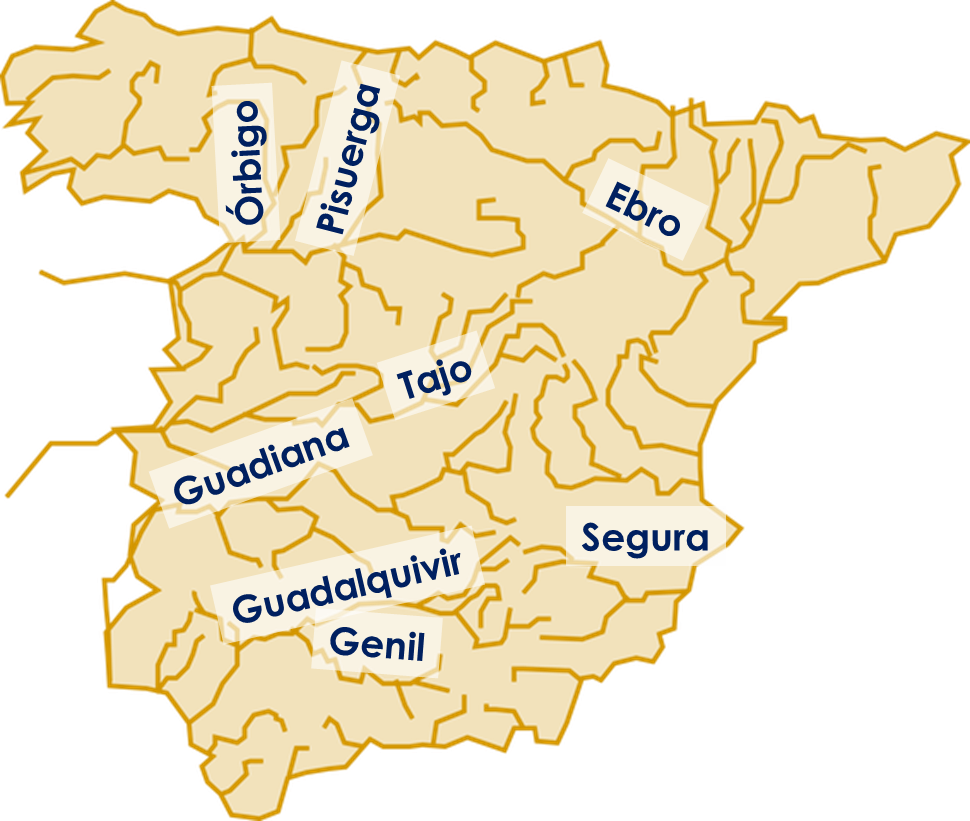 Órbigo
Pisuerga
Ebro
Tajo
Guadiana
Segura
Guadalquivir
Genil